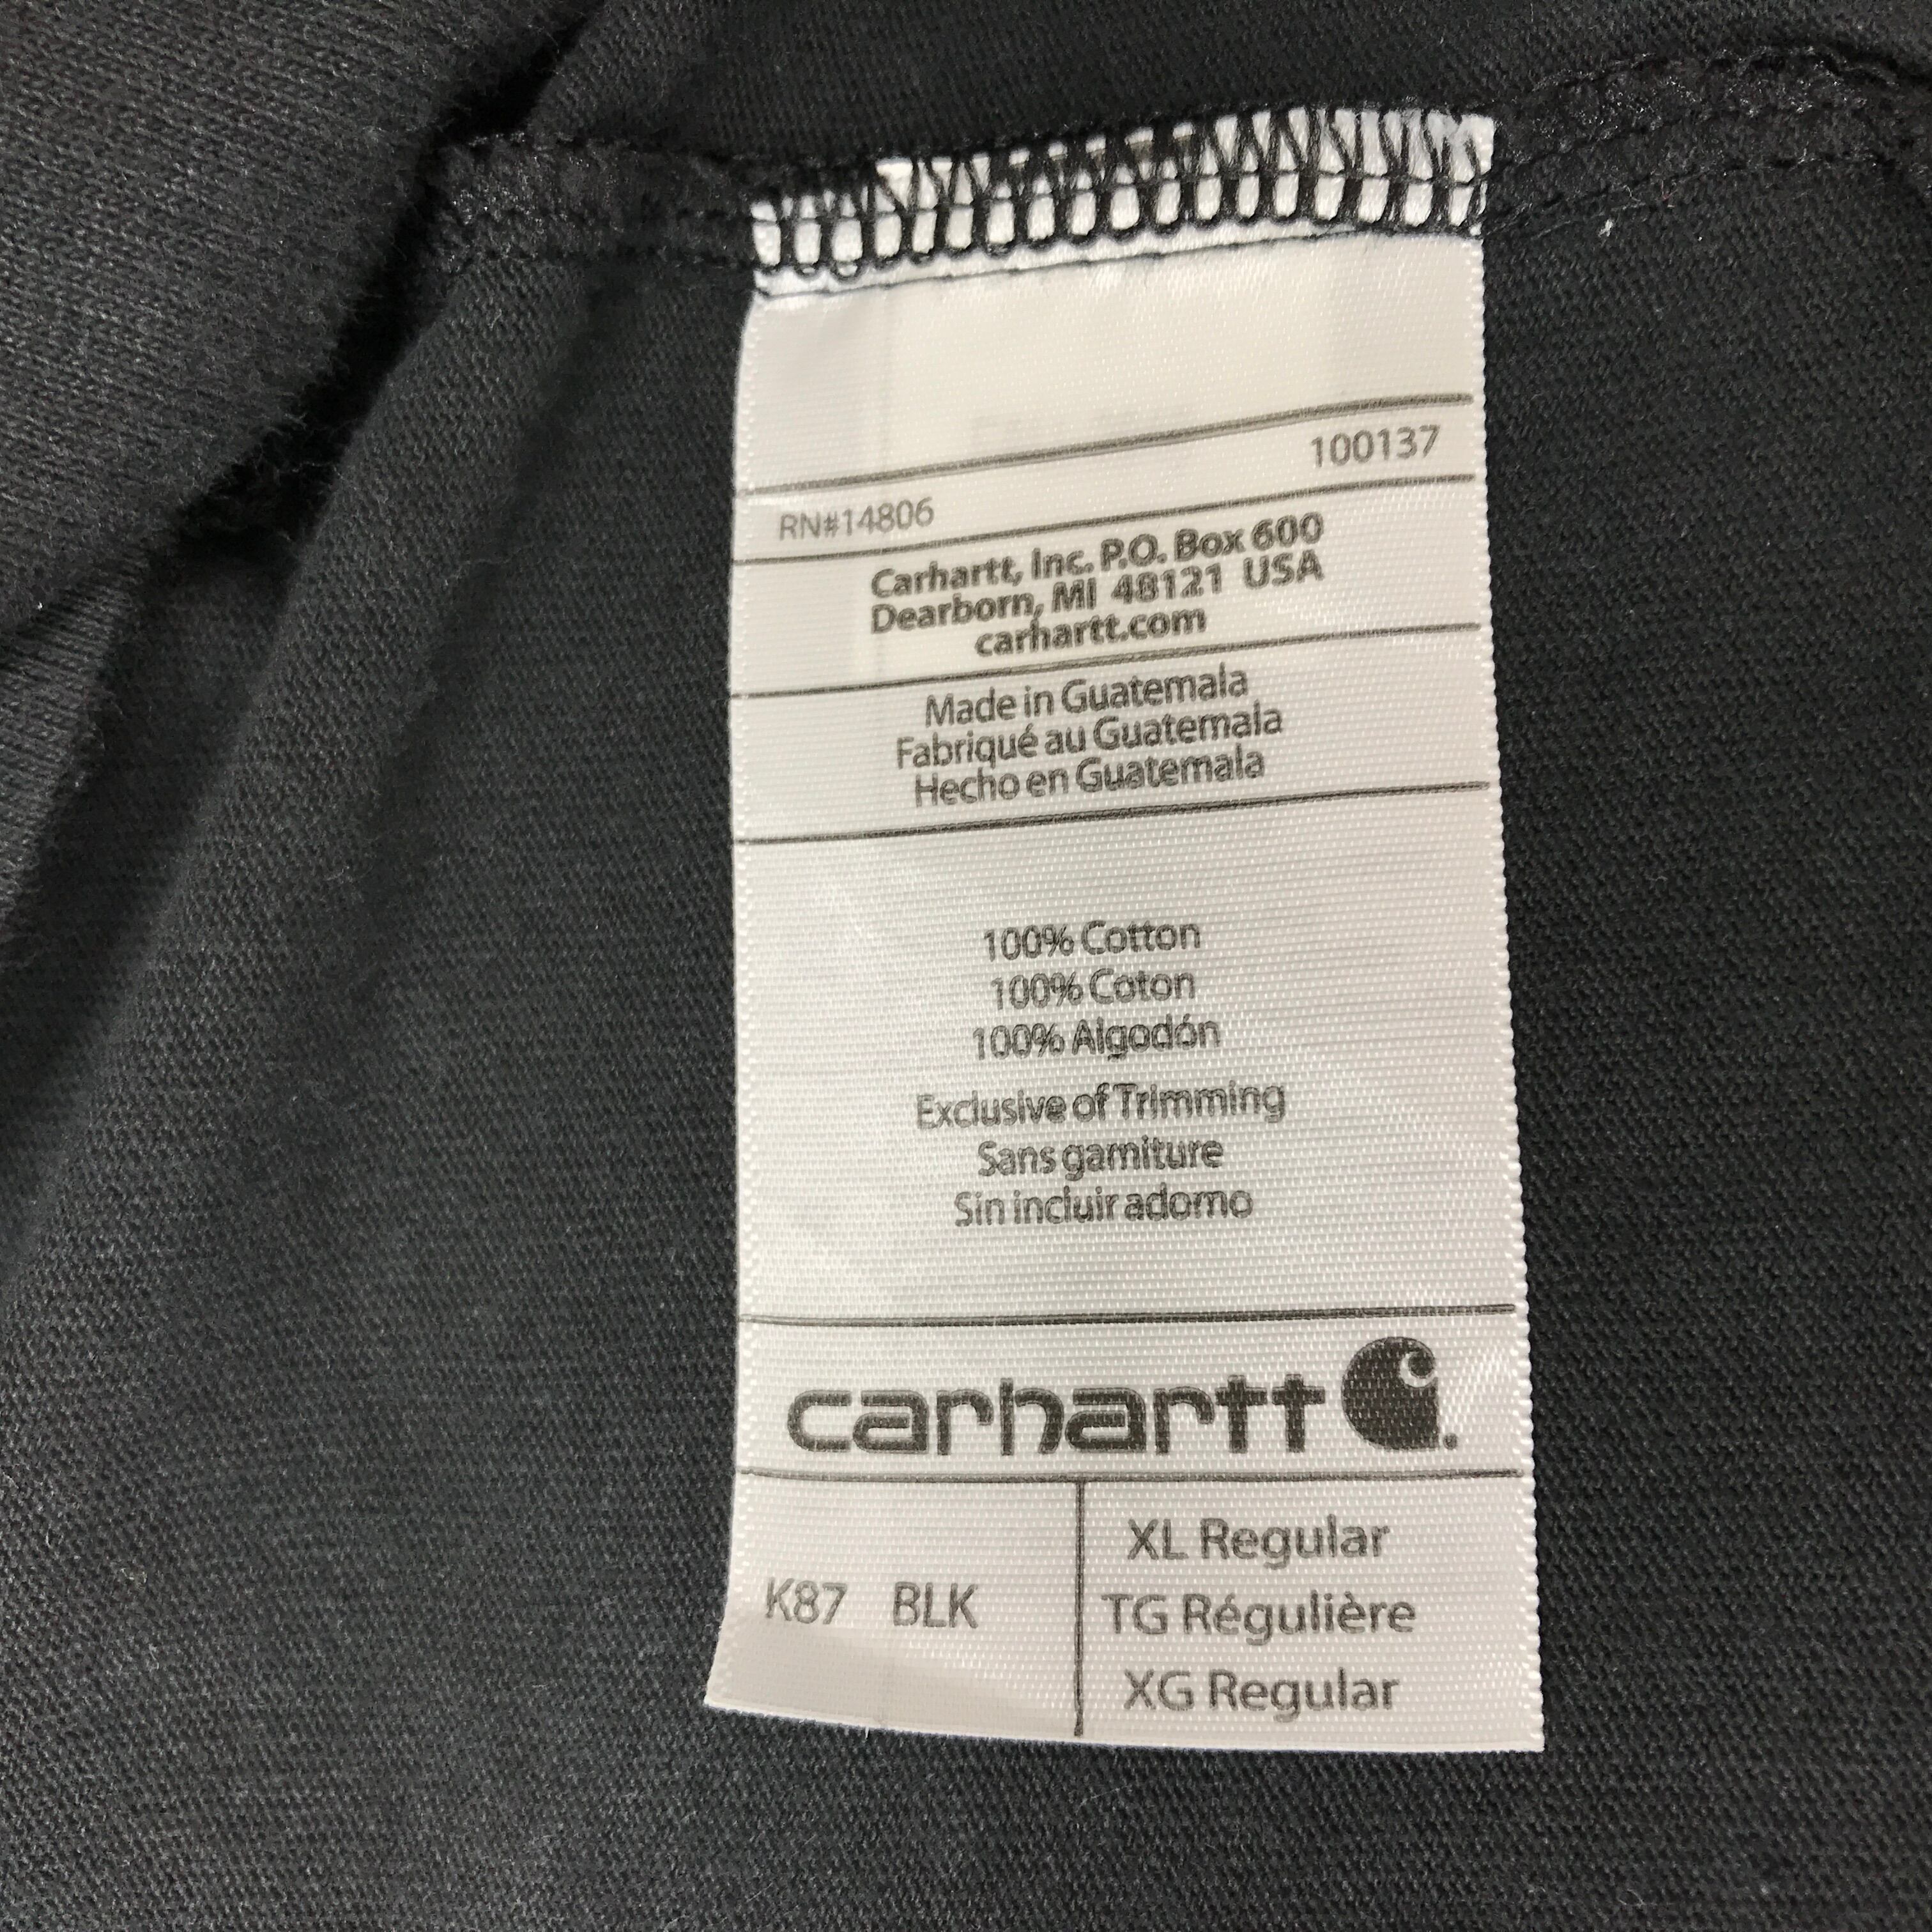 100137
RN#14806
Carhartt, Inc. P.O. Box 600
Dearborn, MI 48121 USA
carhartt.com
Made in Guatemala
Fabriqué au Guatemala
Hecho en Guatemala
100% Cotton
100% Coton
100% Algodón
Exclusive of Trimming
Sans garniture
Sin incluir adorno
carhartt
K87 BLK
XL Regular
TG Régulière
XG Regular